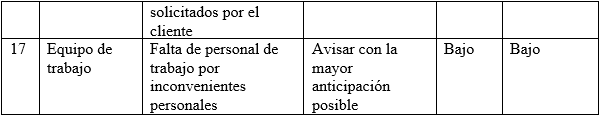 solicitados por el
cliente
17 Equipo de Falta de personal de Avisar con la Bajo Bajo
trabajo trabajo por mayor
inconvenientes anticipación
personales posible